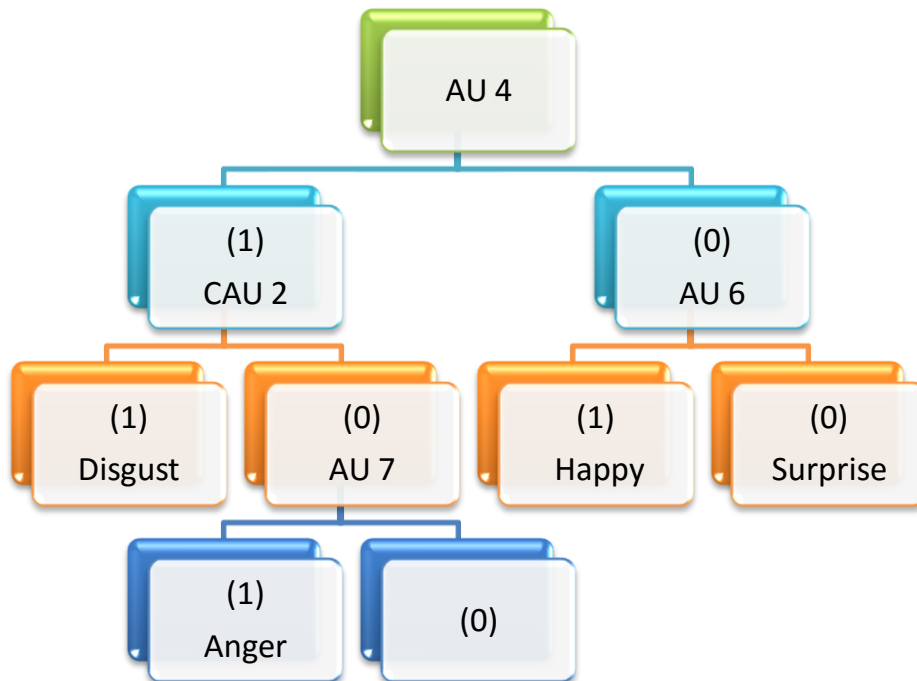 AU 4
(1)
CAU 2
(0)
AU 6
(1)
Disgust
(0)
AU 7
(1)
Happy
(0)
Surprise
(1)
Anger
(0)